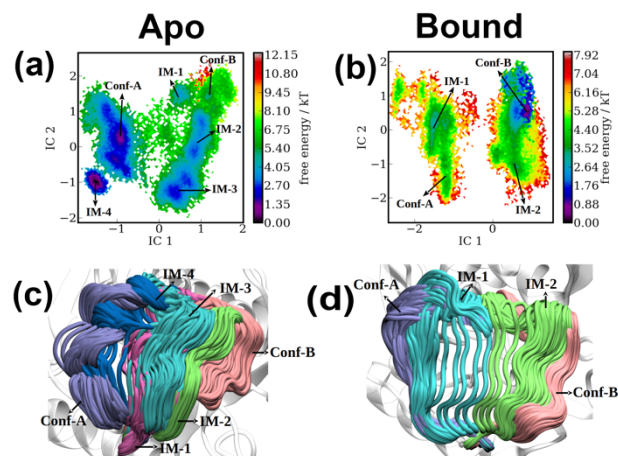 Apo
Bound
(a)
Conf-A
IM-1
Conf-B
IM-2
IM-3
IM-4
2
1
0
−1
−2
−1
0
1
2
IC 1
IC 2
12.15
10.80
9.45
8.10
6.75
5.40
4.05
2.70
1.35
0.00
free energy / kT
(b)
IM-1
Conf-B
Conf-A
IM-2
2
1
0
−1
−2
−1
0
1
IC 1
IC 2
7.92
7.04
6.16
5.28
4.40
3.52
2.64
1.76
0.88
0.00
free energy / kT
(c)
IM-4
IM-3
Conf-B
Conf-A
IM-2
IM-1
(d)
Conf-A
IM-1
IM-2
Conf-B